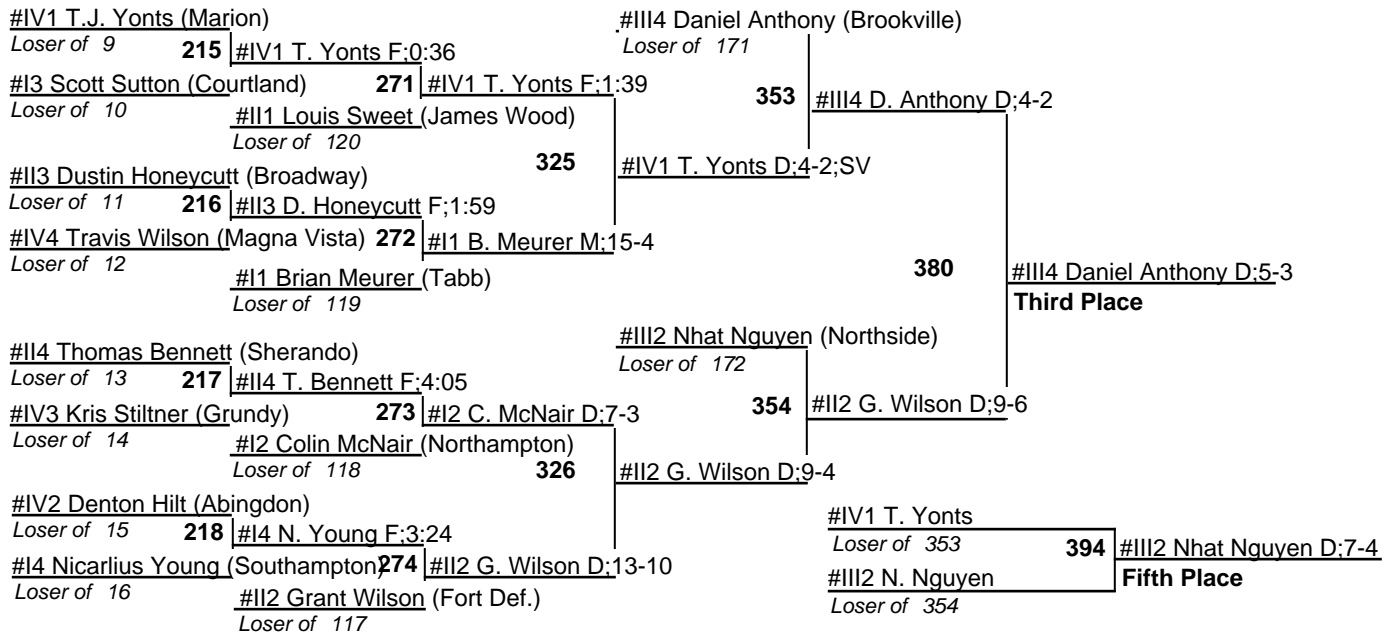 #IV1 T.J. Yonts (Marion)
Loser of 9
215
#IV1 T. Yonts F;0:36
#I3 Scott Sutton (Courtland)
Loser of 10
271
#IV1 T. Yonts F;1:39
#II1 Louis Sweet (James Wood)
Loser of 120
325
#IV1 T. Yonts D;4-2;SV
#II3 Dustin Honeycutt (Broadway)
Loser of 11
216
#II3 D. Honeycutt F;1:59
#IV4 Travis Wilson (Magna Vista)
Loser of 12
272
#I1 B. Meurer M;15-4
#I1 Brian Meurer (Tabb)
Loser of 119
#II4 Thomas Bennett (Sherando)
Loser of 13
217
#II4 T. Bennett F;4:05
#IV3 Kris Stiltner (Grundy)
Loser of 14
273
#I2 C. McNair D;7-3
#I2 Colin McNair (Northampton)
Loser of 118
326
#II2 G. Wilson D;9-4
#IV2 Denton Hilt (Abingdon)
Loser of 15
218
#I4 N. Young F;3:24
#I4 Nicarlius Young (Southampton)
Loser of 16
274
#II2 G. Wilson D;13-10
#II2 Grant Wilson (Fort Def.)
Loser of 117
#III4 Daniel Anthony (Brookville)
Loser of 171
353
#III4 D. Anthony D;4-2
380
#III4 Daniel Anthony D;5-3
Third Place
#III2 Nhat Nguyen (Northside)
Loser of 172
354
#II2 G. Wilson D;9-6
#IV1 T. Yonts
Loser of 353
394
#III2 Nhat Nguyen D;7-4
Fifth Place
#III2 N. Nguyen
Loser of 354